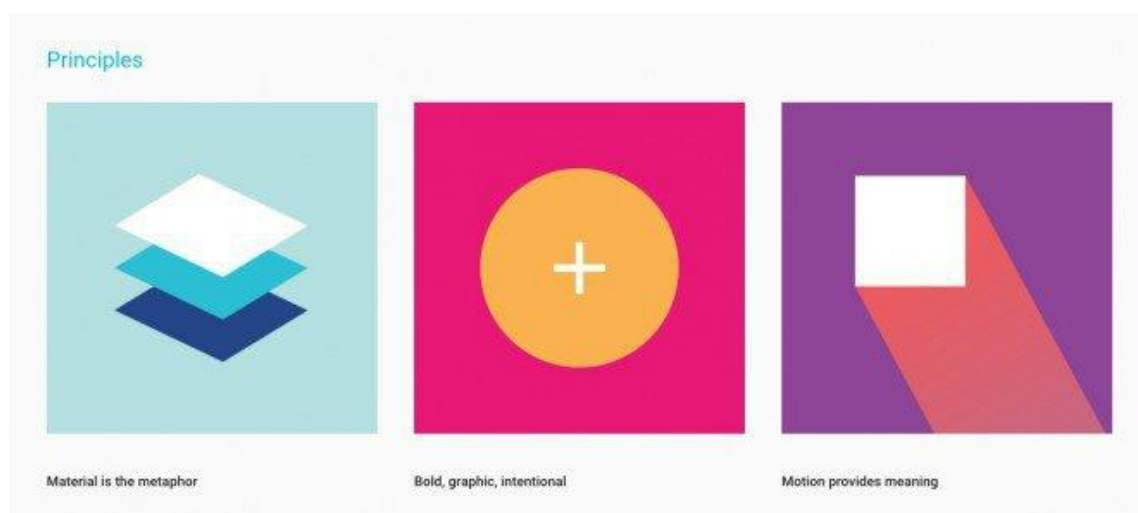 Principles
Material is the metaphor
Bold, graphic, intentional
Motion provides meaning